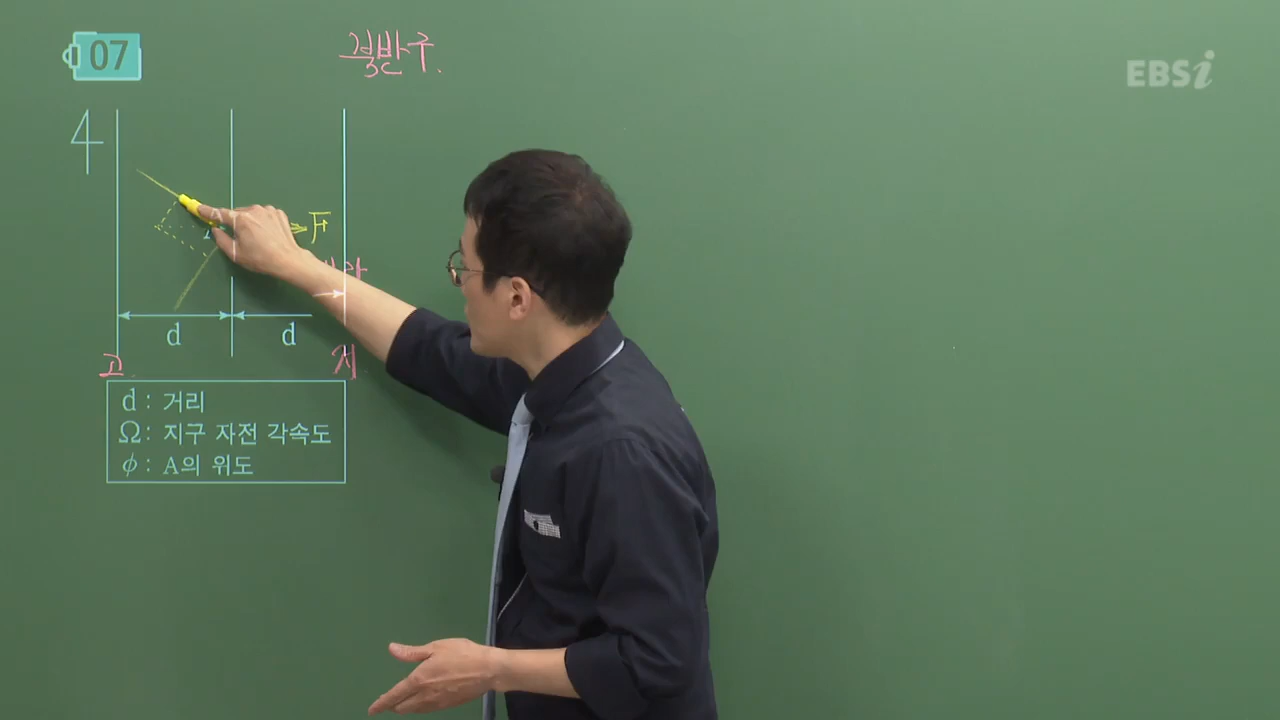 07
북반구.
EBSi
4
F
d
d
고
저
d : 거리
Ω : 지구 자전 각속도
ϕ : A의 위도